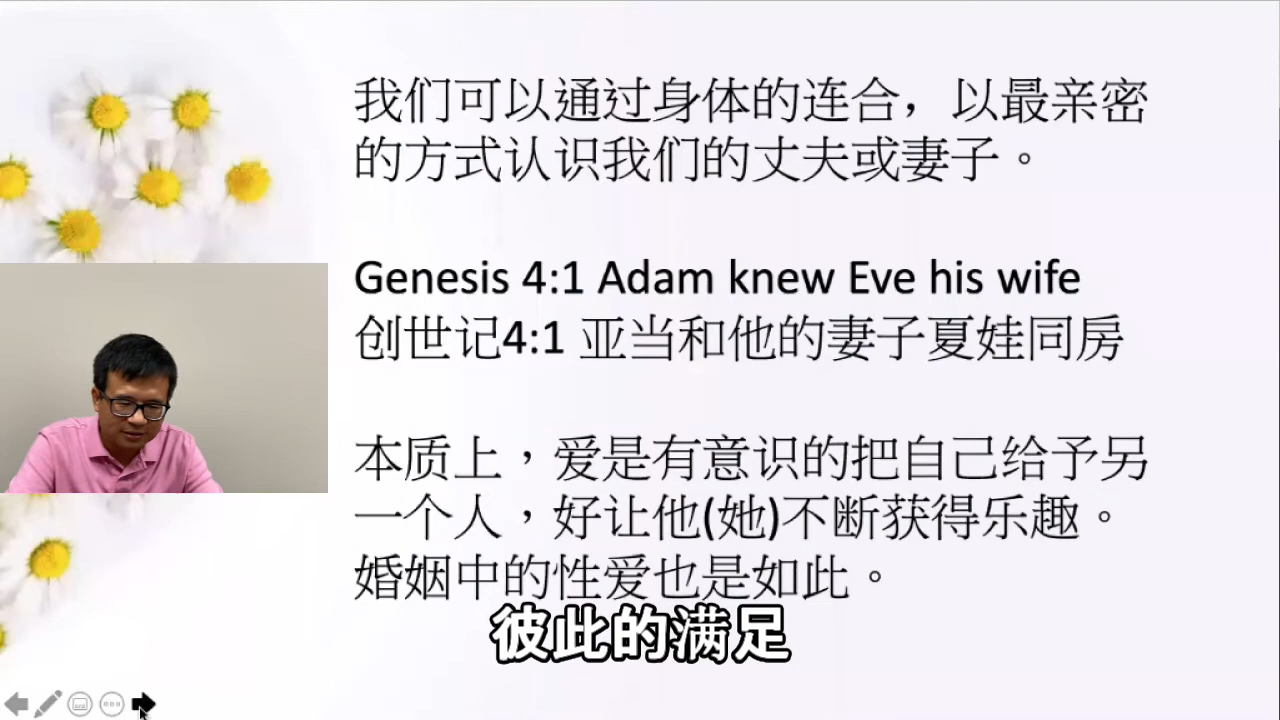 我们可以通过身体的连合，以最亲密
的方式认识我们的丈夫或妻子。
Genesis 4:1 Adam knew Eve his wife
创世记4:1 亚当和他的妻子夏娃同房
本质上，爱是有意识的把自己给予另
一个人，好让他(她)不断获得乐趣。
婚姻中的性爱也是如此。
彼此的满足